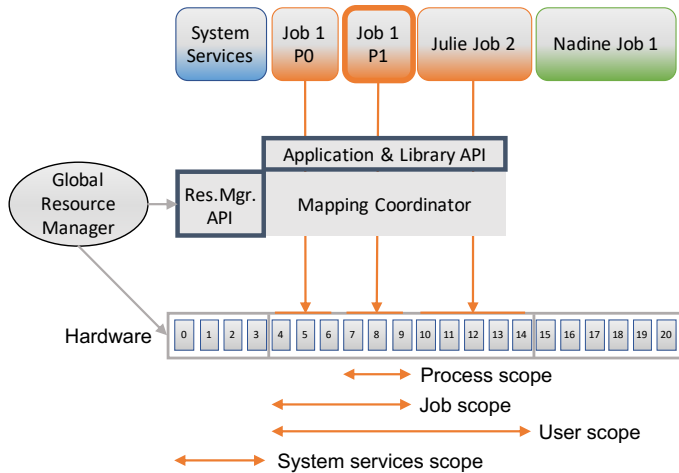 System
Services
Job 1
P0
Job 1
P1
Julie Job 2
Nadine Job 1
Application & Library API
Global
Resource
Manager
Res.Mgr.
API
Mapping Coordinator
Hardware
0 1 2 3 4 5 6 7 8 9 10 11 12 13 14 15 16 17 18 19 20
Process scope
Job scope
User scope
System services scope